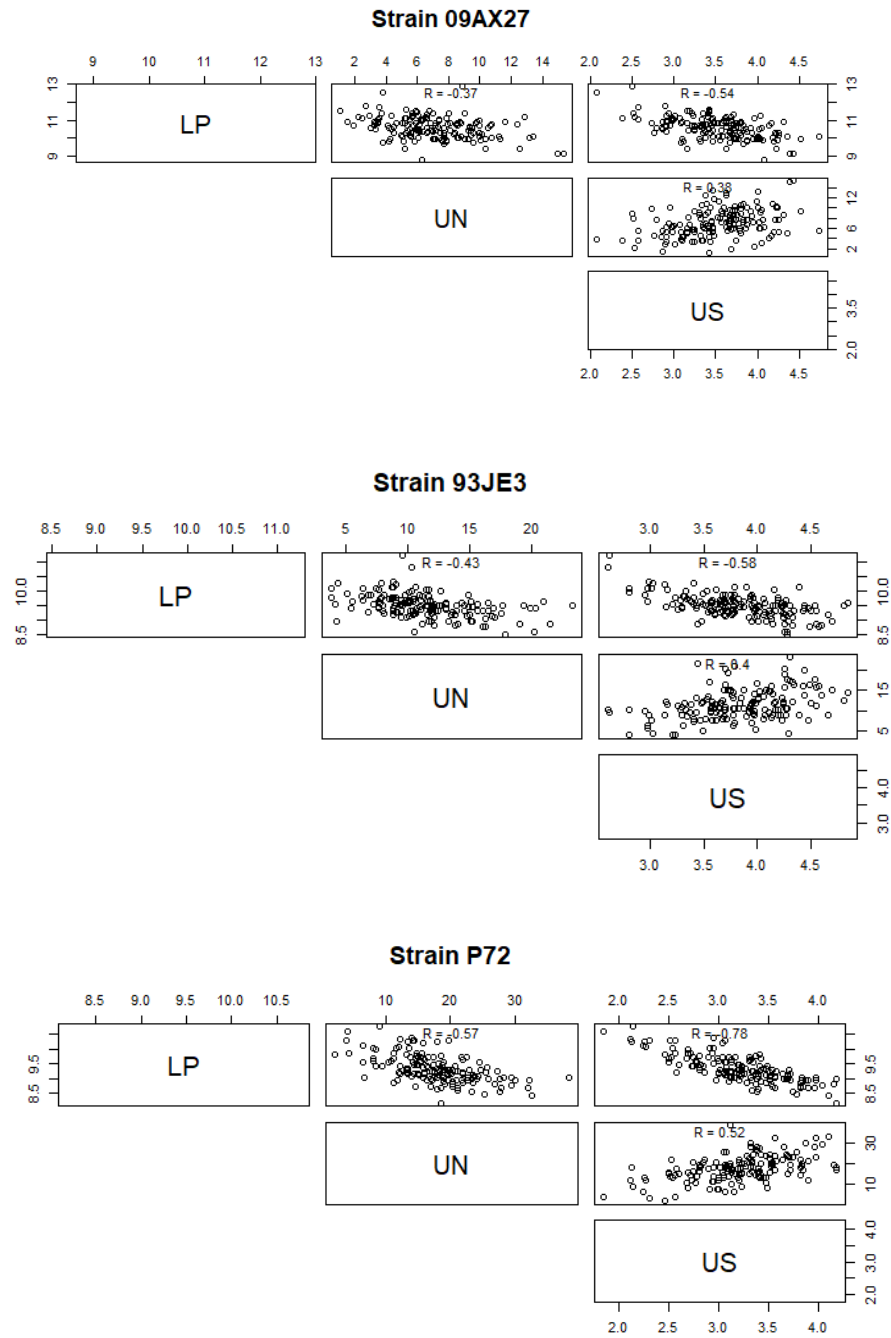 Strain 09AX27
9 10 11 12 13 2 4 6 8 10 12 14 2.0 2.5 3.0 3.5 4.0 4.5
13
11
9
LP
R = -0.37
R = -0.54
13
11
9
UN
R = 0.38
12
6
2
US
3.5
2.0
2.0 2.5 3.0 3.5 4.0 4.5
Strain 93JE3
8.5 9.0 9.5 10.0 10.5 11.0 5 10 15 20 3.0 3.5 4.0 4.5
10.0
8.5
LP
R = -0.43
R = -0.58
10.0
8.5
UN
R = 0.4
15
5
US
4.0
3.0
3.0 3.5 4.0 4.5
Strain P72
8.5 9.0 9.5 10.0 10.5 10 20 30 2.0 2.5 3.0 3.5 4.0
9.5
8.5
LP
R = -0.57
R = -0.78
9.5
8.5
UN
R = 0.52
30
10
US
4.0
3.0
2.0
2.0 2.5 3.0 3.5 4.0